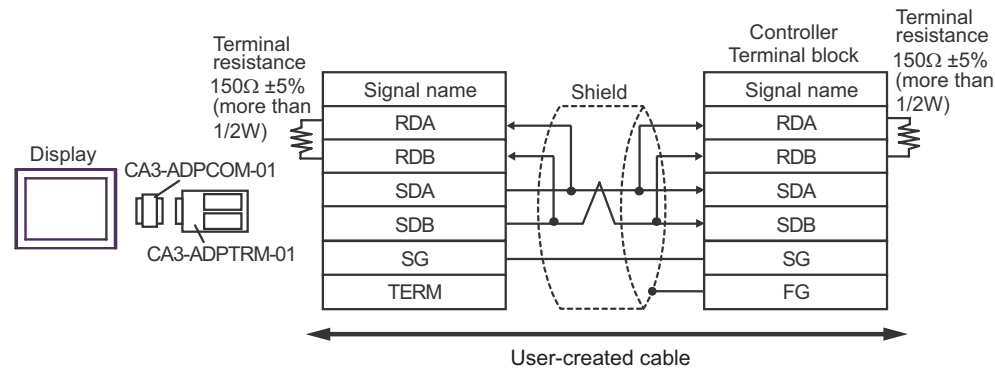 Terminal
resistance
150Ω ±5%
(more than
1/2W)
Display
CA3-ADPCOM-01
CA3-ADPTRM-01
Signal name
RDA
RDB
SDA
SDB
SG
TERM
Shield
Controller
Terminal block
Signal name
RDA
RDB
SDA
SDB
SG
FG
Terminal
resistance
150Ω ±5%
(more than
1/2W)
User-created cable